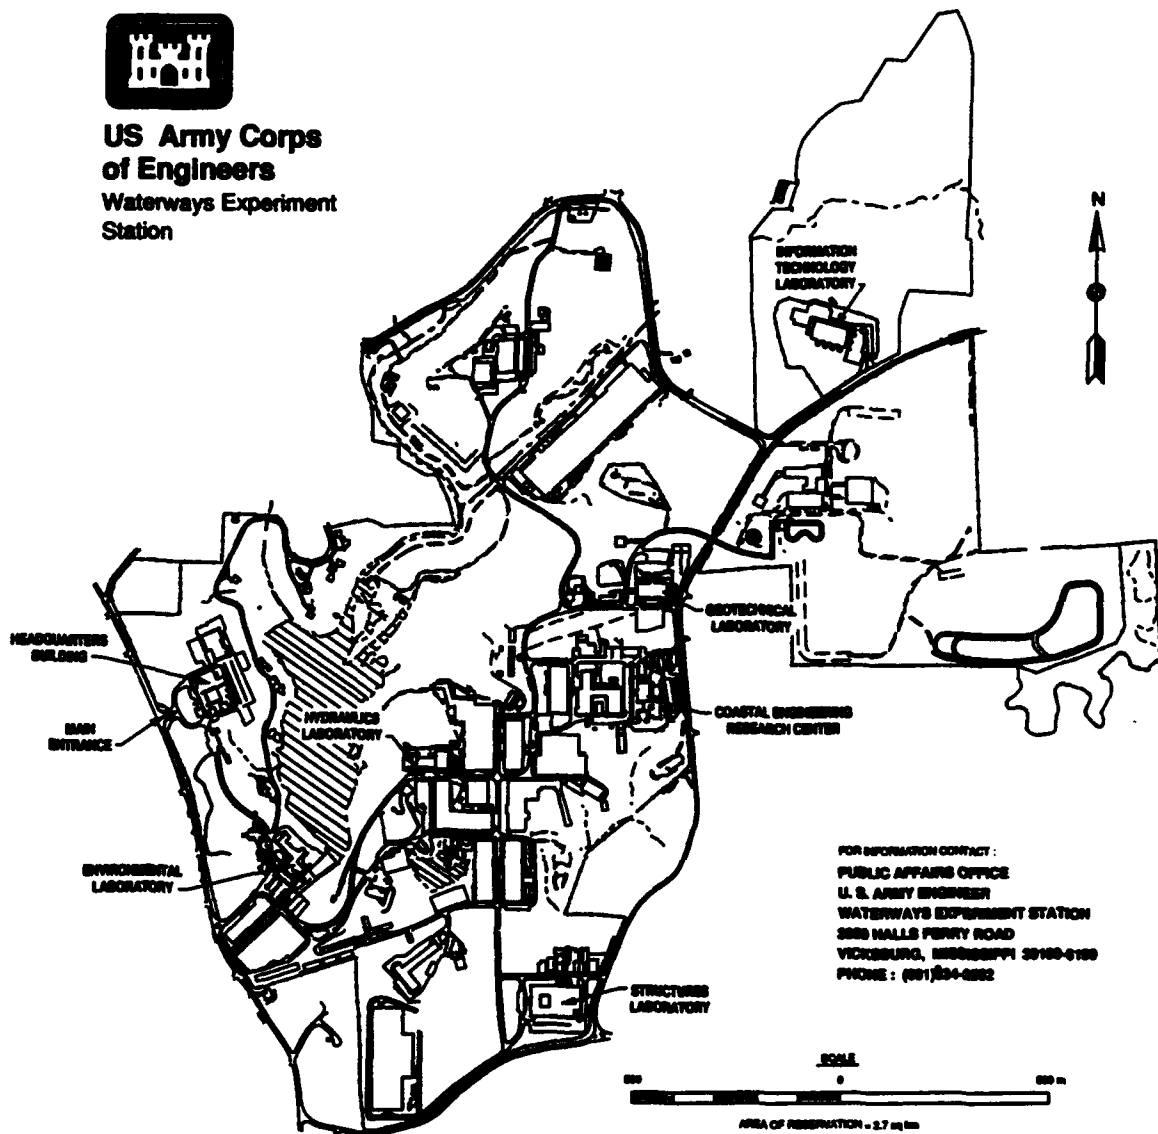 US Army Corps
of Engineers
Waterways Experiment
Station
N
INFORMATION
TECHNOLOGY
LABORATORY
HEADQUARTERS
BUILDING
MAIN
ENTRANCE
HYDRAULICS
LABORATORY
GEOTECHNICAL
LABORATORY
COASTAL ENGINEERING
RESEARCH CENTER
ENVIRONMENTAL
LABORATORY
STRUCTURES
LABORATORY
FOR INFORMATION CONTACT :
PUBLIC AFFAIRS OFFICE
U. S. ARMY ENGINEER
WATERWAYS EXPERIMENT STATION
HALLS FERRY ROAD
VICKSBURG, MISSISSIPPI
PHONE :
SCALE
0
m
AREA OF RESERVATION = 2.7 sq km